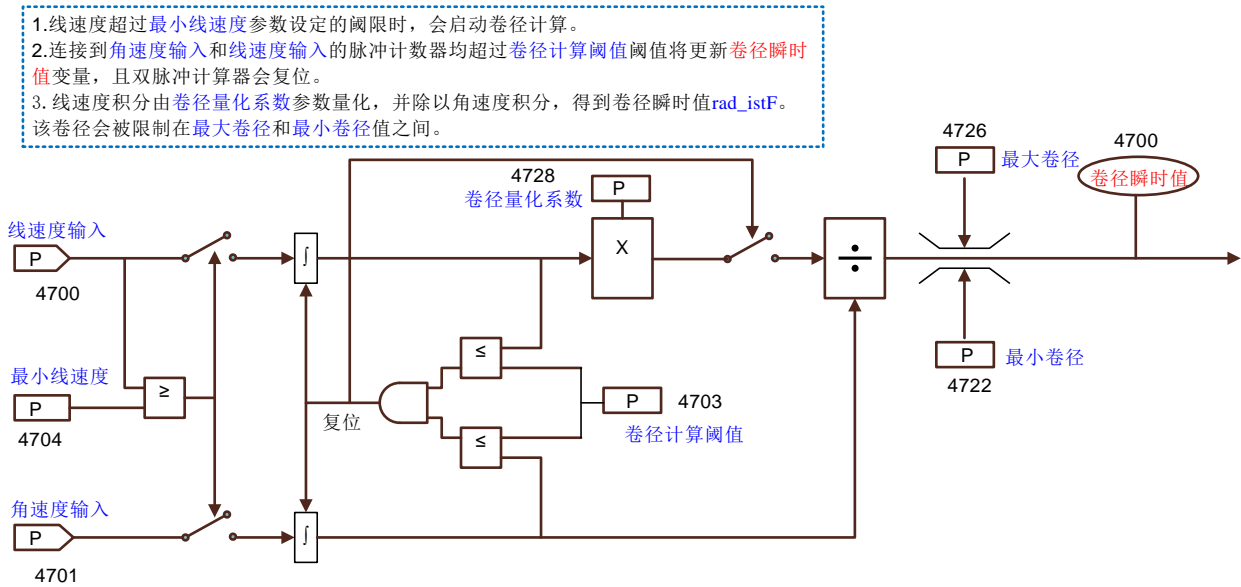 1.线速度超过最小线速度参数设定的阈限时，会启动卷径计算。
2.连接到角速度输入和线速度输入的脉冲计数器均超过卷径计算阈值阈值将更新卷径瞬时
值变量，且双脉冲计算器会复位。
3. 线速度积分由卷径量化系数参数量化，并除以角速度积分，得到卷径瞬时值rad_istF。
该卷径会被限制在最大卷径和最小卷径值之间。
4726
4700
P
最大卷径
卷径瞬时值
4728
P
卷径量化系数
线速度输入
P
4700
∫
X
÷
≤
最小线速度
P
4704
≥
复位
P
4703
卷径计算阈值
P
最小卷径
4722
≤
角速度输入
P
4701
∫